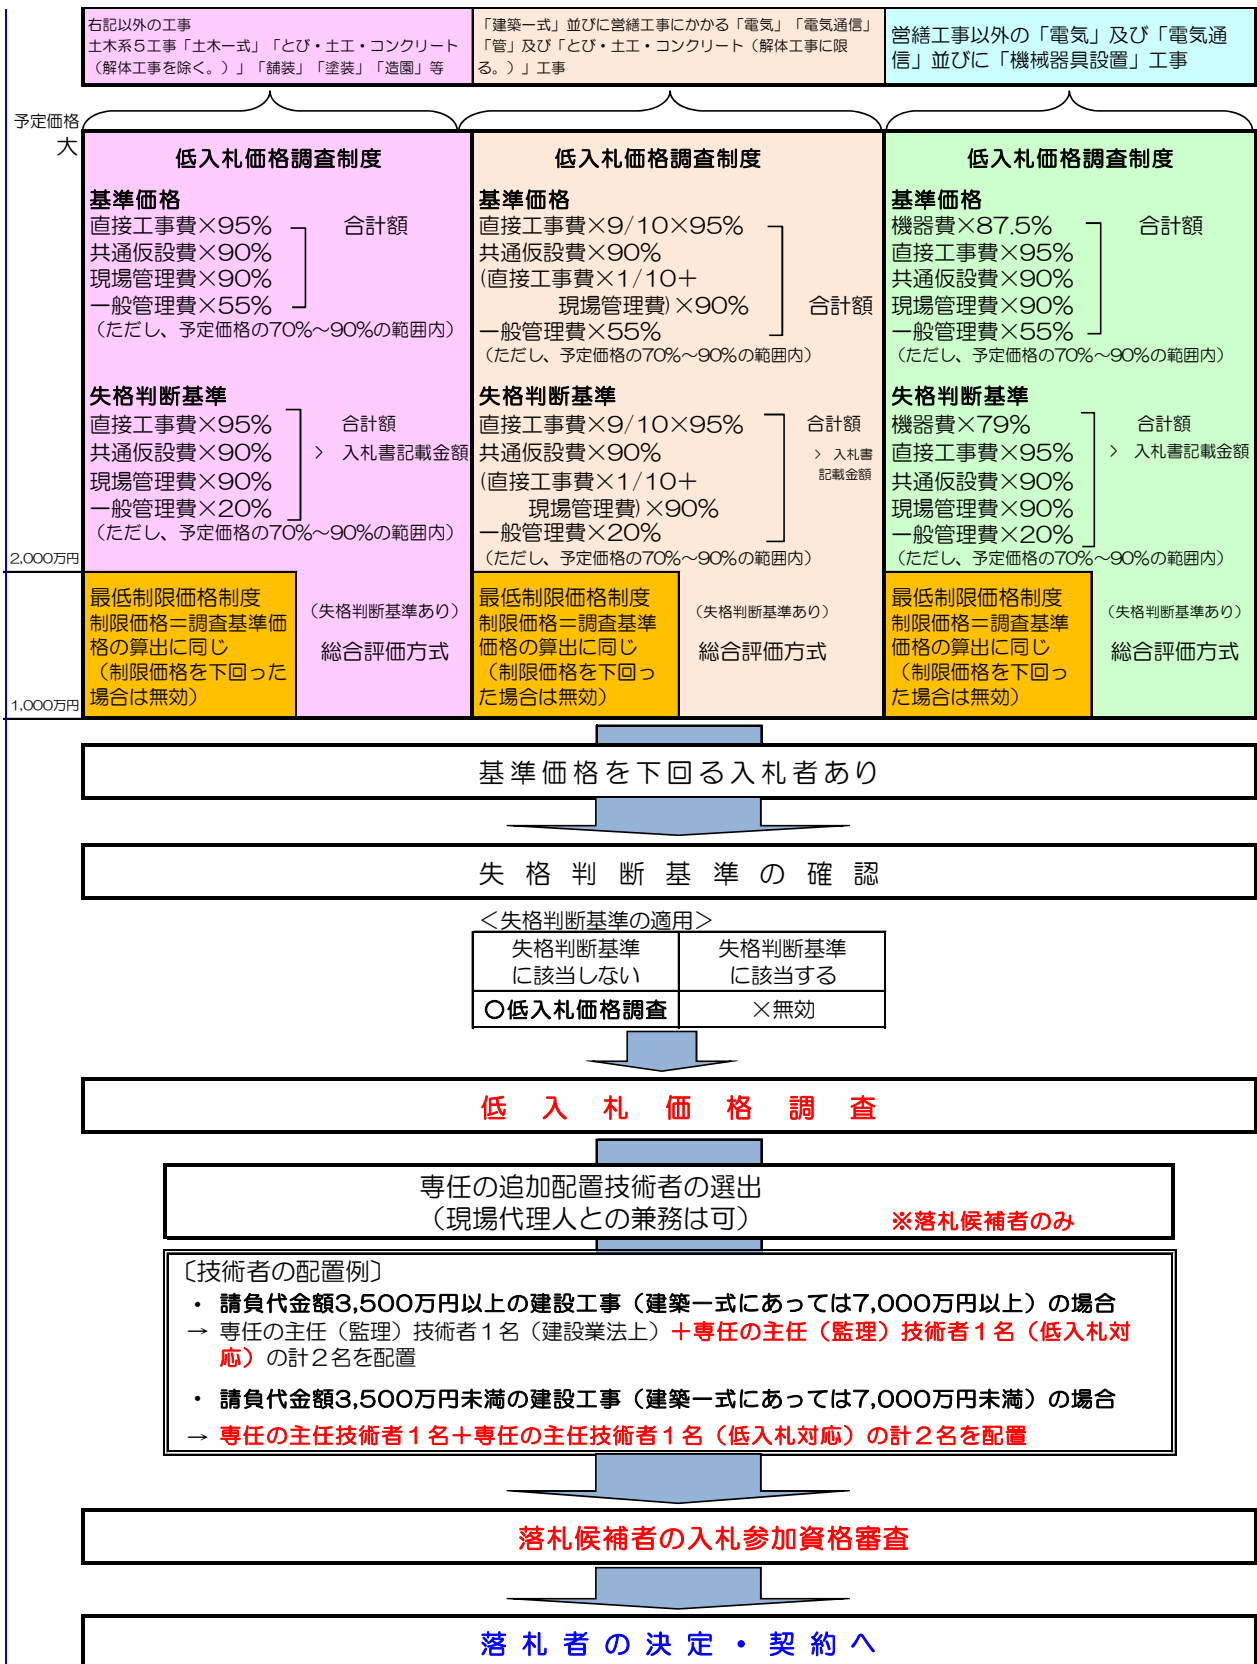 右記以外の工事
土木系５工事「土木一式」「とび・土工・コンクリート
（解体工事を除く。）」「舗装」「塗装」「造園」等
「建築一式」並びに営繕工事にかかる「電気」「電気通信」
「管」及び「とび・土工・コンクリート（解体工事に限
る。）」工事
営繕工事以外の「電気」及び「電気通
信」並びに「機械器具設置」工事
予定価格
大
低入札価格調査制度
基準価格
直接工事費×95%
合計額
共通仮設費×90%
現場管理費×90%
一般管理費×55%
（ただし、予定価格の70%～90%の範囲内）
失格判断基準
直接工事費×95%
合計額
共通仮設費×90%
＞ 入札書記載金額
現場管理費×90%
一般管理費×20%
（ただし、予定価格の70%～90%の範囲内）
低入札価格調査制度
基準価格
直接工事費×9/10×95%
共通仮設費×90%
(直接工事費×1/10＋
現場管理費)×90%
合計額
一般管理費×55%
（ただし、予定価格の70%～90%の範囲内）
失格判断基準
直接工事費×9/10×95%
合計額
共通仮設費×90%
＞ 入札書
記載金額
(直接工事費×1/10＋
現場管理費)×90%
一般管理費×20%
（ただし、予定価格の70%～90%の範囲内）
低入札価格調査制度
基準価格
機器費×87.5%
合計額
直接工事費×95%
共通仮設費×90%
現場管理費×90%
一般管理費×55%
（ただし、予定価格の70%～90%の範囲内）
失格判断基準
機器費×79%
合計額
直接工事費×95%
＞ 入札書記載金額
共通仮設費×90%
現場管理費×90%
一般管理費×20%
（ただし、予定価格の70%～90%の範囲内）
2,000万円
最低制限価格制度
制限価格＝調査基準価
格の算出に同じ
（制限価格を下回った
場合は無効）
（失格判断基準あり）
総合評価方式
最低制限価格制度
制限価格＝調査基準
価格の算出に同じ
（制限価格を下回っ
た場合は無効）
（失格判断基準あり）
総合評価方式
最低制限価格制度
制限価格＝調査基準
価格の算出に同じ
（制限価格を下回っ
た場合は無効）
（失格判断基準あり）
総合評価方式
1,000万円
基準価格を下回る入札者あり
失格判断基準の確認
＜失格判断基準の適用＞
失格判断基準
に該当しない
失格判断基準
に該当する
○低入札価格調査
×無効
低入札価格調査
専任の追加配置技術者の選出
（現場代理人との兼務は可）
※落札候補者のみ
〔技術者の配置例〕
・ 請負代金額3,500万円以上の建設工事（建築一式にあっては7,000万円以上）の場合
→ 専任の主任（監理）技術者１名（建設業法上）＋専任の主任（監理）技術者１名（低入札対
応）の計２名を配置
・ 請負代金額3,500万円未満の建設工事（建築一式にあっては7,000万円未満）の場合
→ 専任の主任技術者１名＋専任の主任技術者１名（低入札対応）の計２名を配置
落札候補者の入札参加資格審査
落札者の決定・契約へ